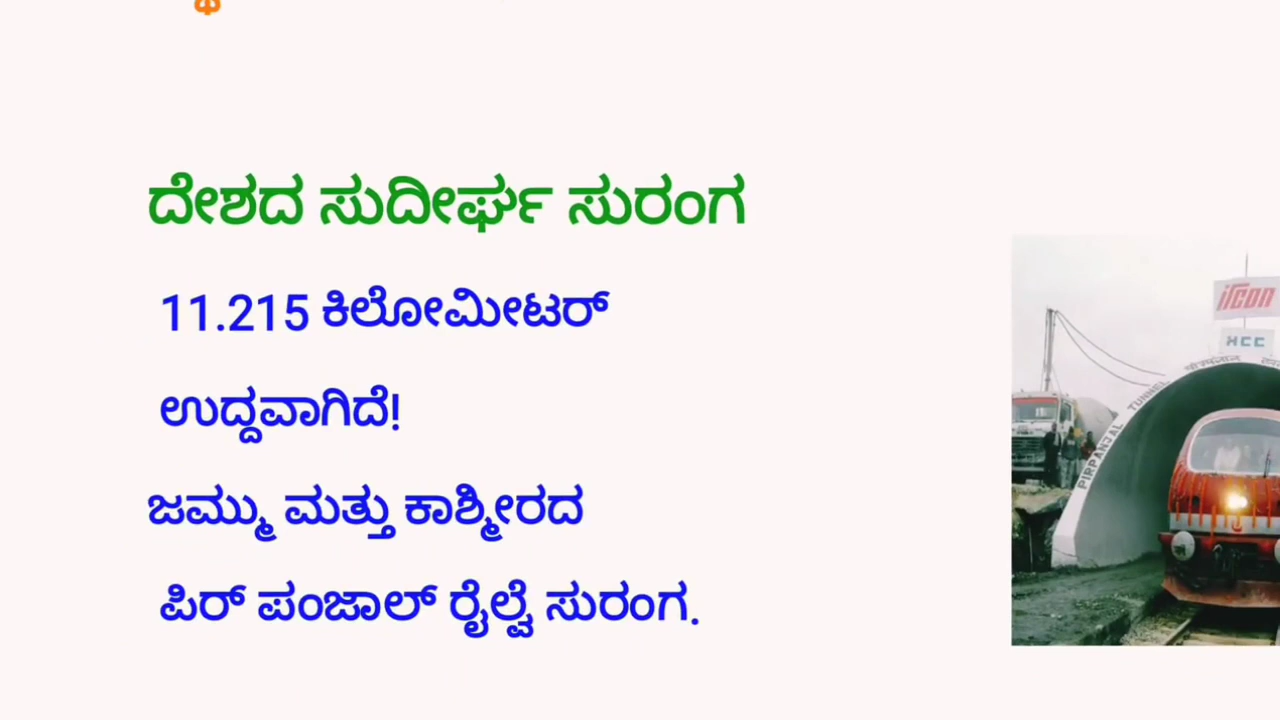 ದೇಶದ ಸುದೀರ್ಘ ಸುರಂಗ
11.215 ಕಿಲೋಮೀಟರ್
ಉದ್ದವಾಗಿದೆ!
ಜಮ್ಮು ಮತ್ತು ಕಾಶ್ಮೀರದ
ಪಿರ್ ಪಂಜಾಲ್ ರೈಲ್ವೆ ಸುರಂಗ.
ircon
HCC
PIRPANJAL TUNNEL